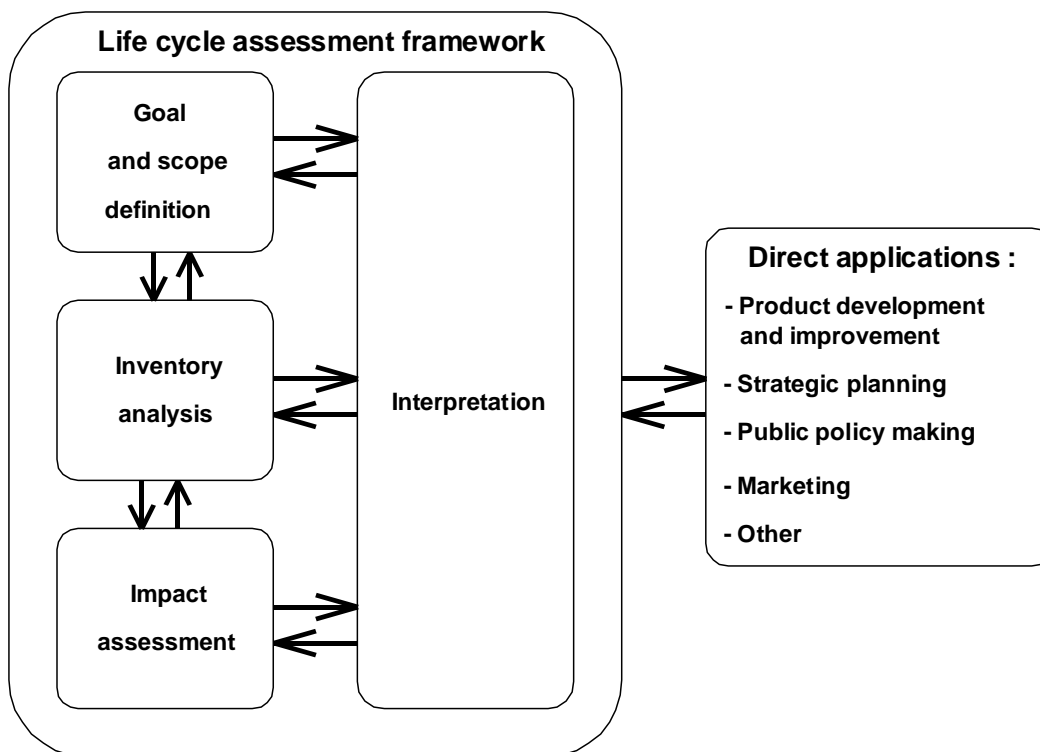 Life cycle assessment framework
Goal
and scope
definition
Inventory
analysis
Impact
assessment
Interpretation
Direct applications :
- Product development
and improvement
- Strategic planning
- Public policy making
- Marketing
- Other